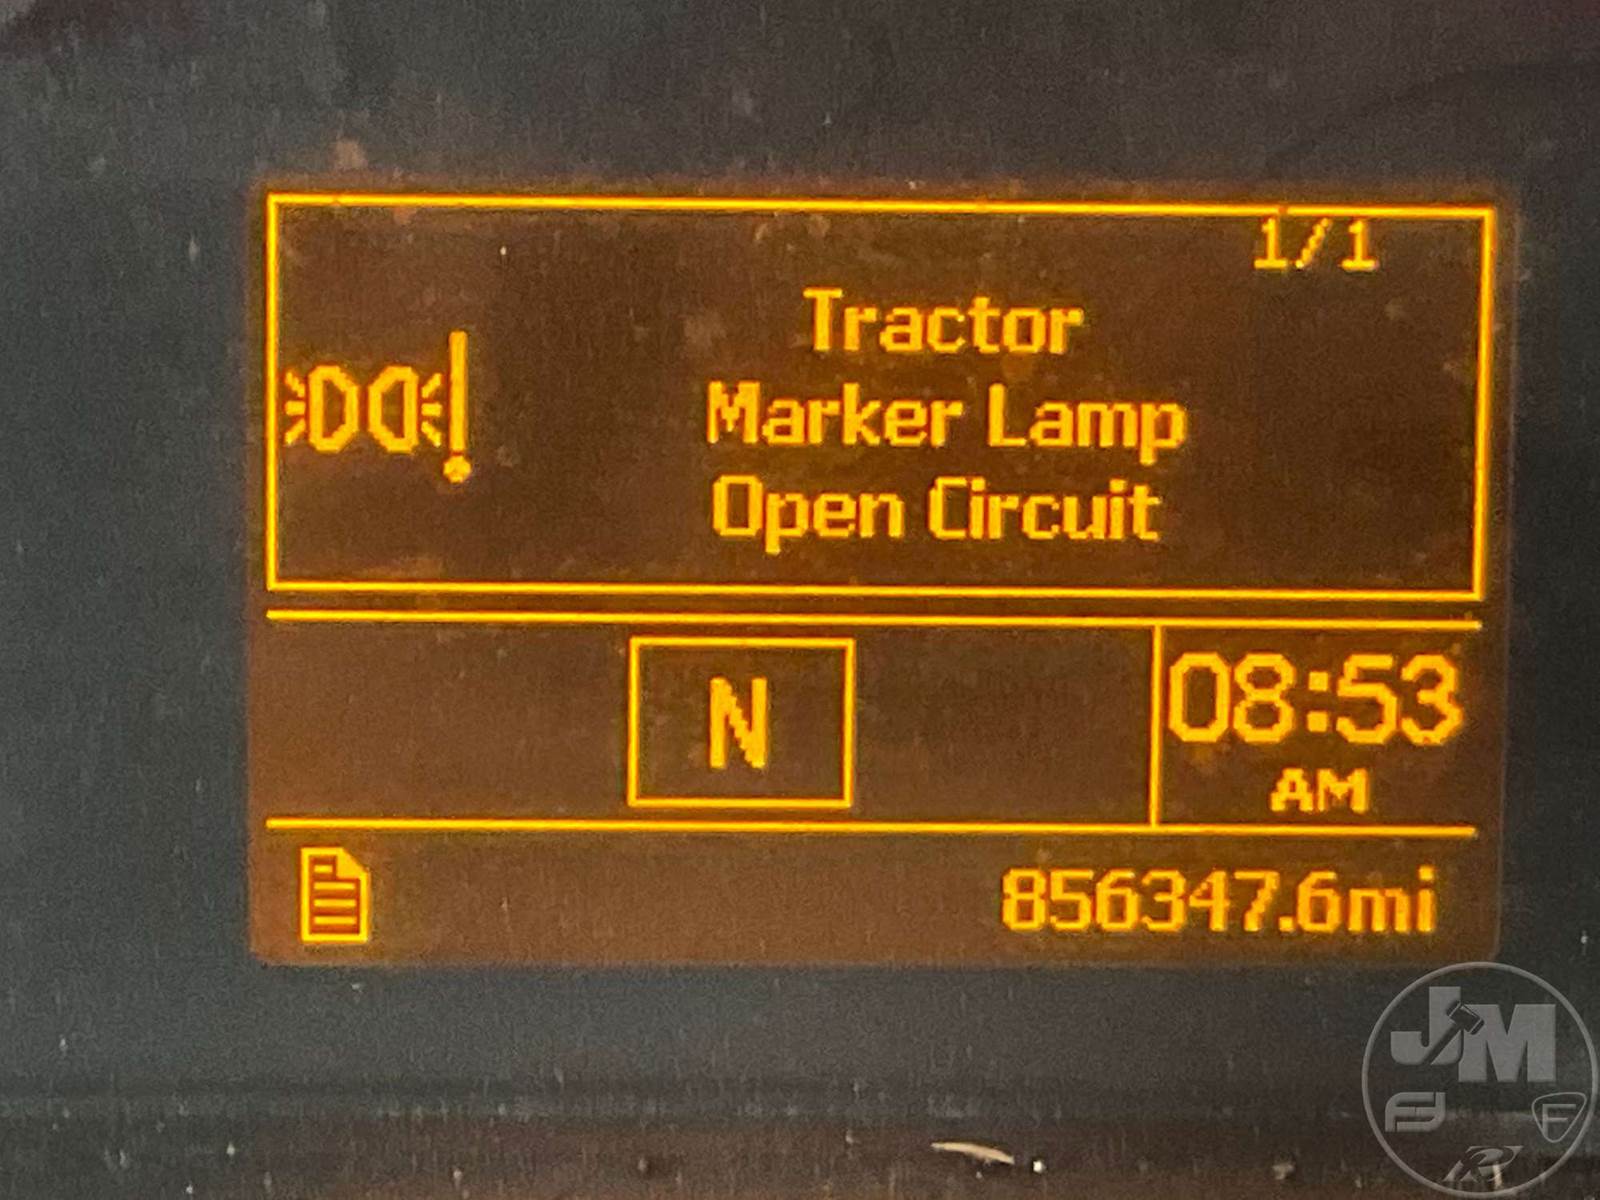 1/1
Tractor
Marker Lamp
Open Circuit
N
08:53
AM
856347.6mi
JM
F